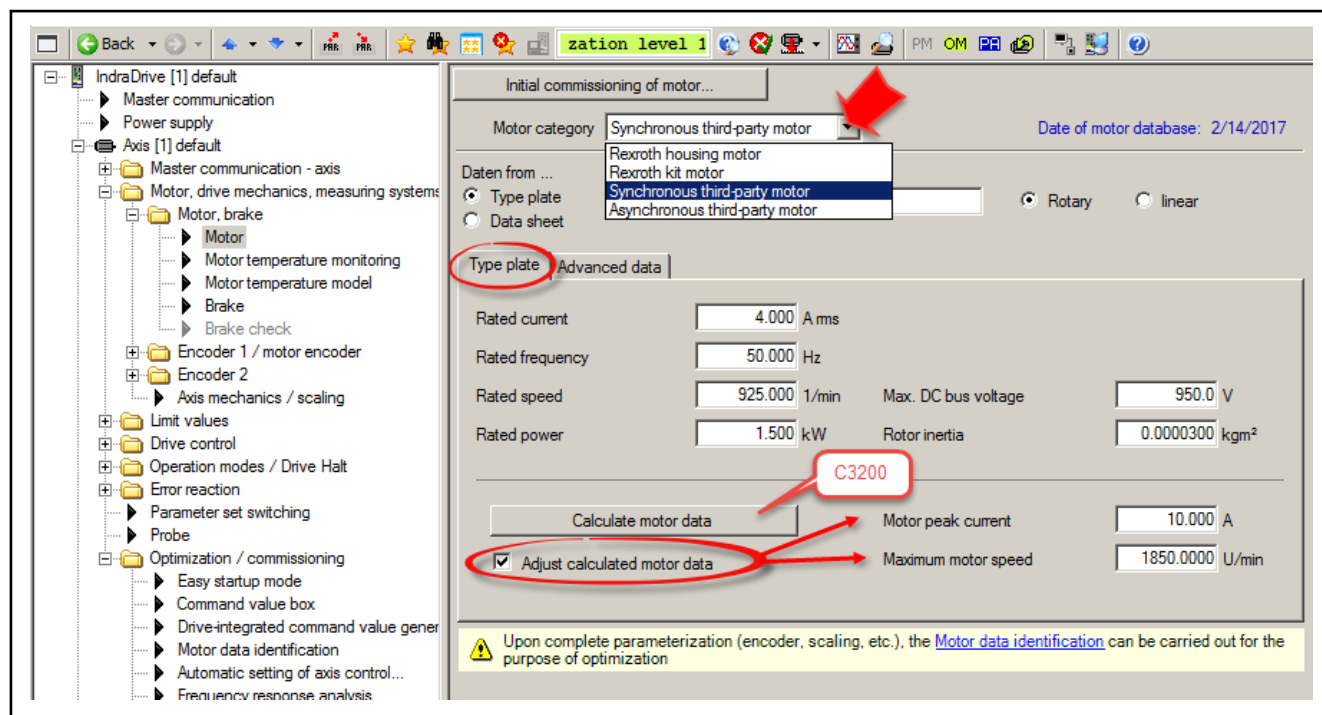 Back
PAR
PAR
zation level 1
PM
OM
IndraDrive [1] default
Master communication
Power supply
Axis [1] default
Master communication - axis
Motor, drive mechanics, measuring systems
Motor, brake
Motor
Motor temperature monitoring
Motor temperature model
Brake
Brake check
Encoder 1 / motor encoder
Encoder 2
Axis mechanics / scaling
Limit values
Drive control
Operation modes / Drive Halt
Error reaction
Parameter set switching
Probe
Optimization / commissioning
Easy startup mode
Command value box
Drive-integrated command value gener
Motor data identification
Automatic setting of axis control...
Frequency response analysis
Initial commissioning of motor...
Motor category Synchronous third-party motor Date of motor database: 2/14/2017
Rexroth housing motor
Rexroth kit motor
Synchronous third-party motor
Asynchronous third-party motor
Daten from ...
Type plate
Data sheet
Rotary linear
Type plate Advanced data
Rated current 4.000 A rms
Rated frequency 50.000 Hz
Rated speed 925.000 1/min Max. DC bus voltage 950.0 V
Rated power 1.500 kW Rotor inertia 0.0000300 kgm²
C3200
Calculate motor data Motor peak current 10.000 A
Adjust calculated motor data Maximum motor speed 1850.0000 U/min
Upon complete parameterization (encoder, scaling, etc.), the Motor data identification can be carried out for the
purpose of optimization